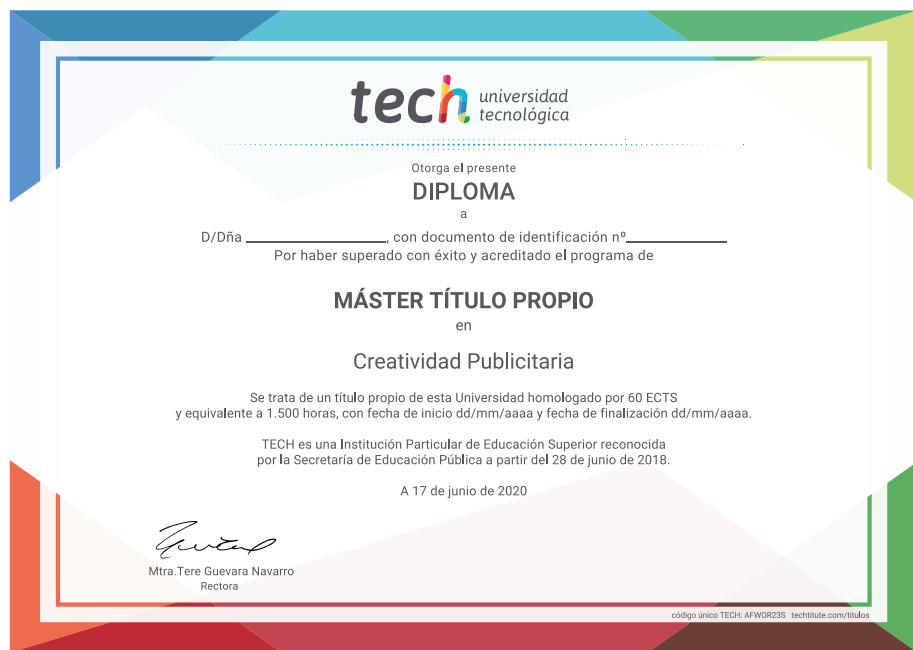 tech universidad
tecnológica
Otorga el presente
DIPLOMA
a
D/Dña ____________, con documento de identificación nº____________
Por haber superado con éxito y acreditado el programa de
MÁSTER TÍTULO PROPIO
en
Creatividad Publicitaria
Se trata de un título propio de esta Universidad homologado por 60 ECTS
y equivalente a 1.500 horas, con fecha de inicio dd/mm/aaaa y fecha de finalización dd/mm/aaaa.
TECH es una Institución Particular de Educación Superior reconocida
por la Secretaría de Educación Pública a partir del 28 de junio de 2018.
A 17 de junio de 2020
Mtra.Tere Guevara Navarro
Rectora
código único TECH: AFWOR23S techtitute.com/titulos